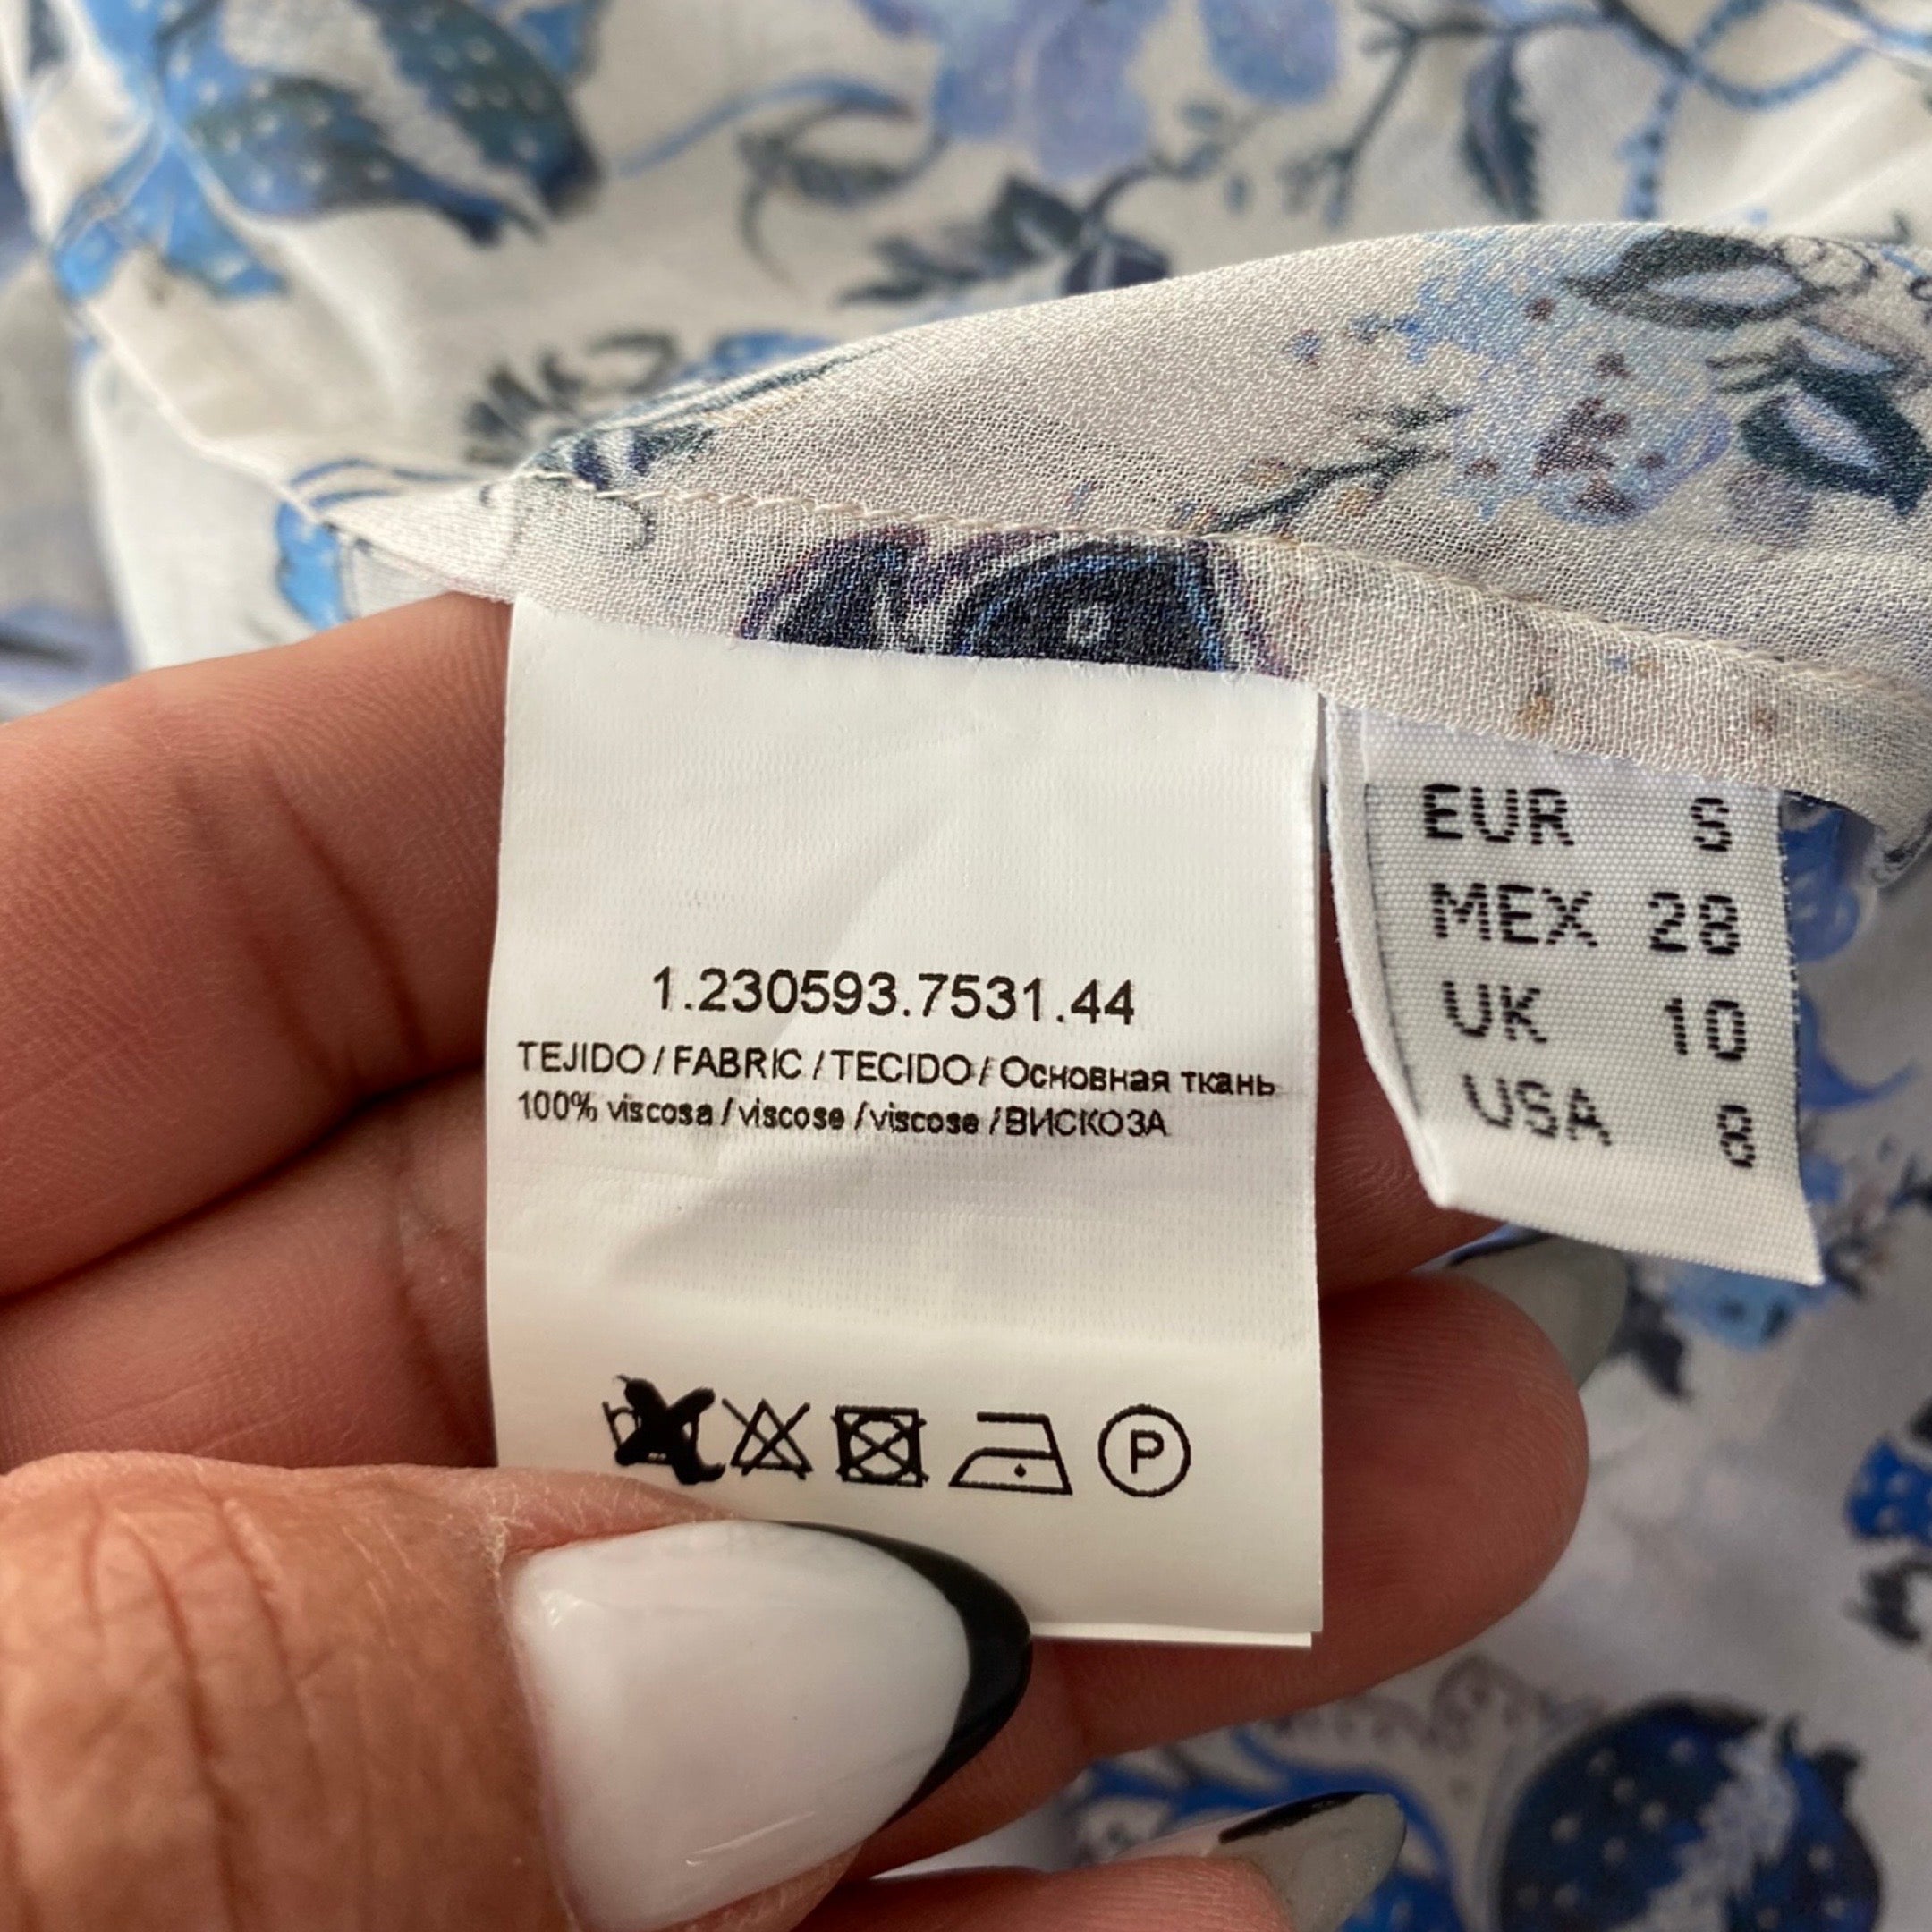 1.230593.7531.44
TEJIDO / FABRIC / TECIDO / Основная ткань
100% viscosa / viscose / viscose / ВИСКОЗА
P
EUR S
MEX 28
UK 10
USA 8